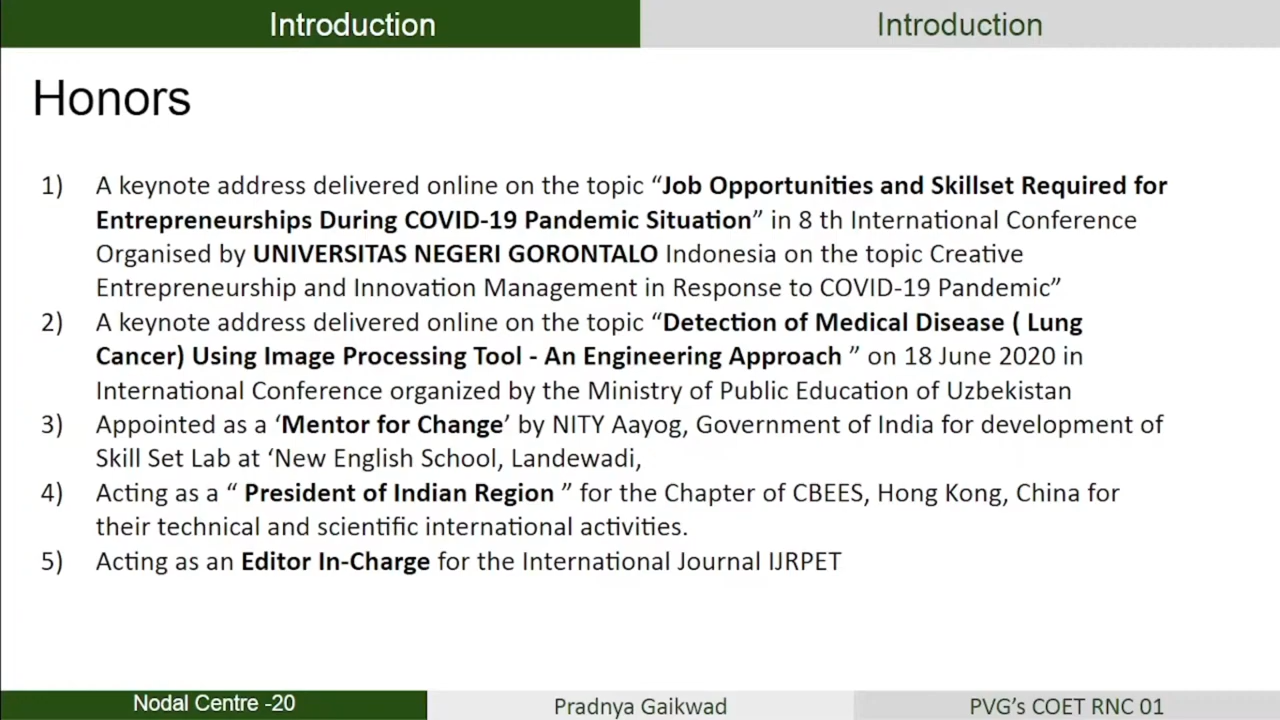 Introduction
Introduction
Honors
1) A keynote address delivered online on the topic “Job Opportunities and Skillset Required for
Entrepreneurships During COVID-19 Pandemic Situation” in 8 th International Conference
Organised by UNIVERSITAS NEGERI GORONTALO Indonesia on the topic Creative
Entrepreneurship and Innovation Management in Response to COVID-19 Pandemic”
2) A keynote address delivered online on the topic “Detection of Medical Disease ( Lung
Cancer) Using Image Processing Tool - An Engineering Approach ” on 18 June 2020 in
International Conference organized by the Ministry of Public Education of Uzbekistan
3) Appointed as a ‘Mentor for Change’ by NITY Aayog, Government of India for development of
Skill Set Lab at ‘New English School, Landewadi,
4) Acting as a “ President of Indian Region ” for the Chapter of CBEES, Hong Kong, China for
their technical and scientific international activities.
5) Acting as an Editor In-Charge for the International Journal IJRPET
Nodal Centre -20
Pradnya Gaikwad
PVG’s COET RNC 01